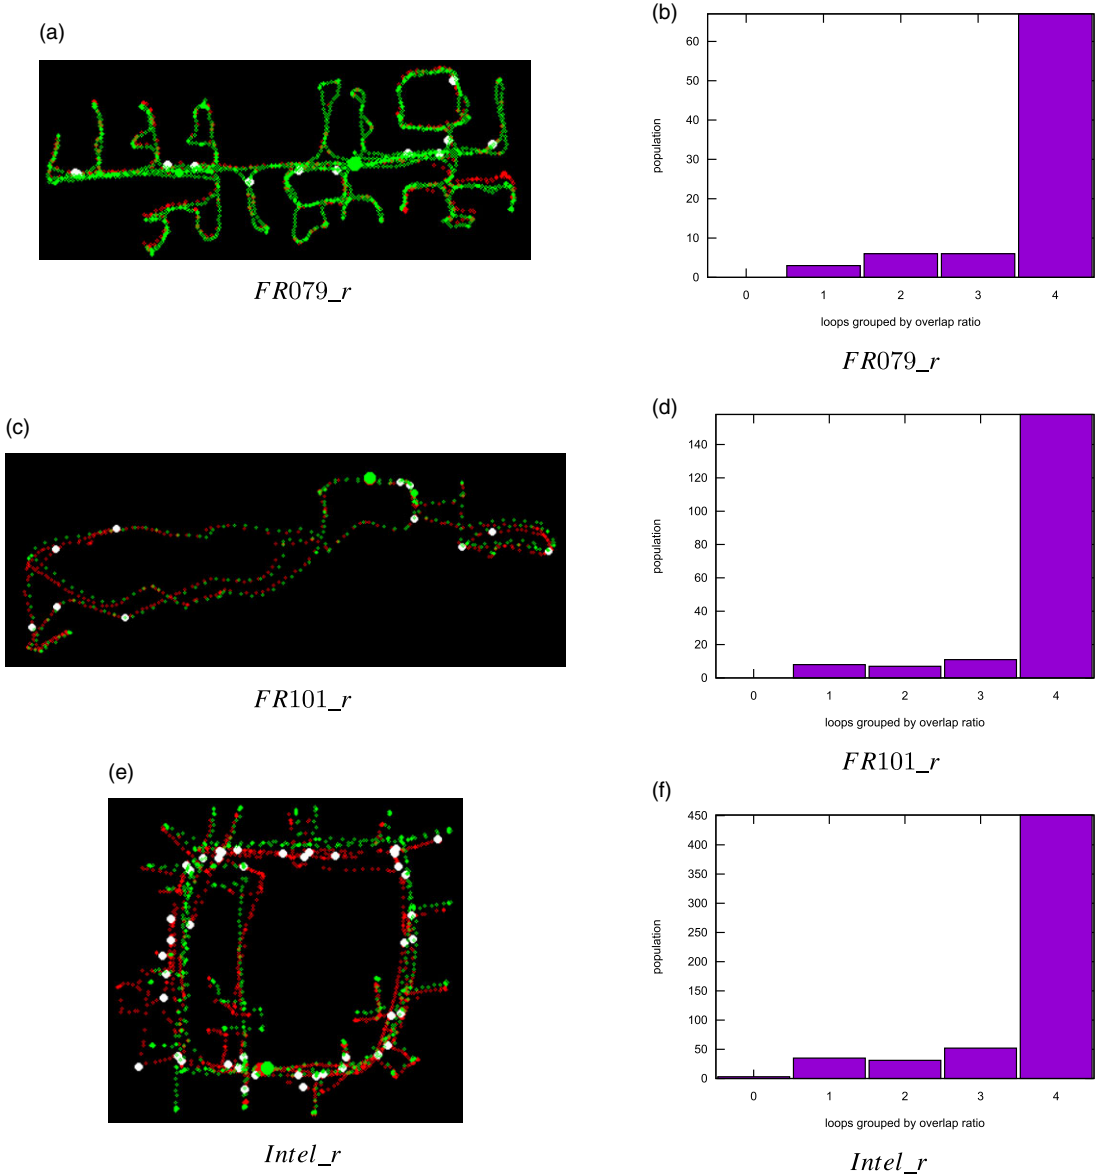 (a)
FR079_r
(b)
population
60
50
40
30
20
10
0
0 1 2 3 4
loops grouped by overlap ratio
FR079_r
(c)
FR101_r
(d)
population
140
120
100
80
60
40
20
0
0 1 2 3 4
loops grouped by overlap ratio
FR101_r
(e)
Intel_r
(f)
population
450
400
350
300
250
200
150
100
50
0
0 1 2 3 4
loops grouped by overlap ratio
Intel_r